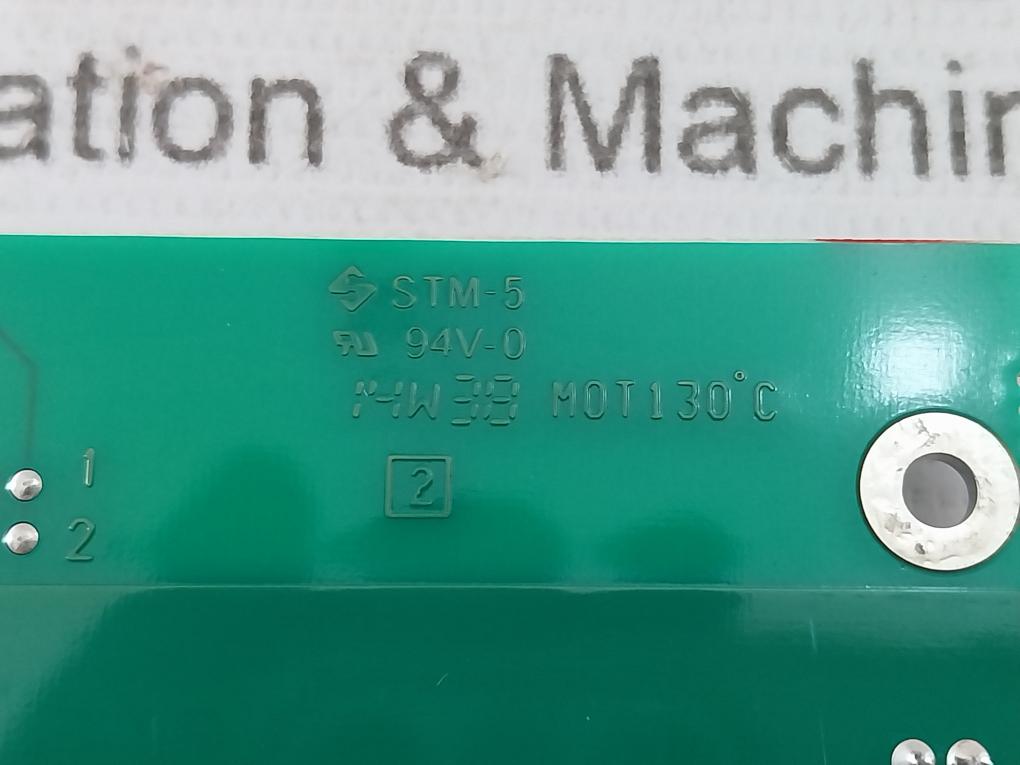 ation & Machin
STM-5
94V-0
MOT130°C
1
2
2